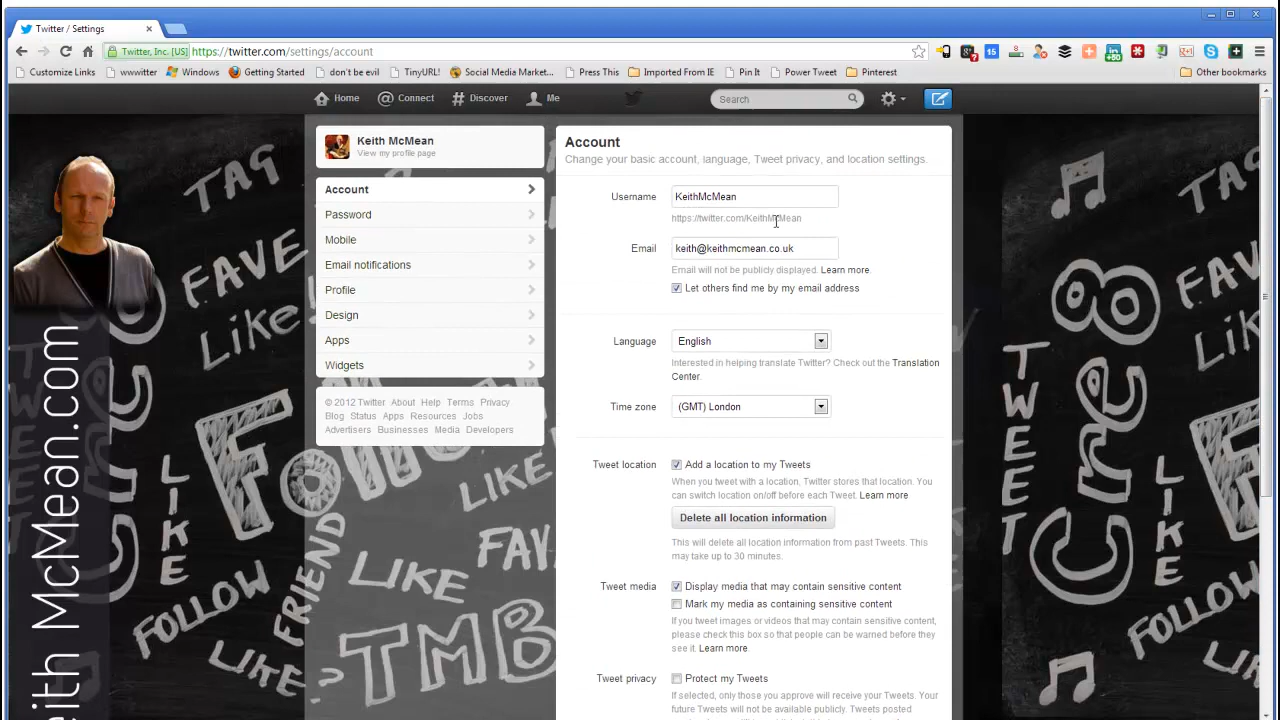 Twitter / Settings
Twitter, Inc. [US] https://twitter.com/settings/account
15
7
+50
Customize Links
wwwitter
Windows
Getting Started
don't be evil
TinyURL!
Social Media Market...
Press This
Imported From IE
Pin It
Power Tweet
Pinterest
Other bookmarks
Home
Connect
Discover
Me
Search
Keith McMean
View my profile page
Account
Password
Mobile
Email notifications
Profile
Design
Apps
Widgets
© 2012 Twitter About Help Terms Privacy
Blog Status Apps Resources Jobs
Advertisers Businesses Media Developers
Account
Change your basic account, language, Tweet privacy, and location settings.
Username KeithMcMean
https://twitter.com/KeithMcMean
Email keith@keithmcmean.co.uk
Email will not be publicly displayed. Learn more.
Let others find me by my email address
Language English
Interested in helping translate Twitter? Check out the Translation
Center.
Time zone (GMT) London
Tweet location Add a location to my Tweets
When you tweet with a location, Twitter stores that location. You
can switch location on/off before each Tweet. Learn more
Delete all location information
This will delete all location information from past Tweets. This
may take up to 30 minutes.
Tweet media Display media that may contain sensitive content
Mark my media as containing sensitive content
If you tweet images or videos that may contain sensitive content,
please check this box so that people can be warned before they
see it. Learn more.
Tweet privacy Protect my Tweets
If selected, only those you approve will receive your Tweets. Your
future Tweets will not be available publicly. Tweets posted
eith McMean.com
TAG
FAVE
Like!
LIKE
FOLLOW
FRIEND
LIKE
LIKE
LIKE
FAV
TMB
LIKE?
TAG
FAVE
Like
TWEET
Cre8
LIKE
FOLLOW